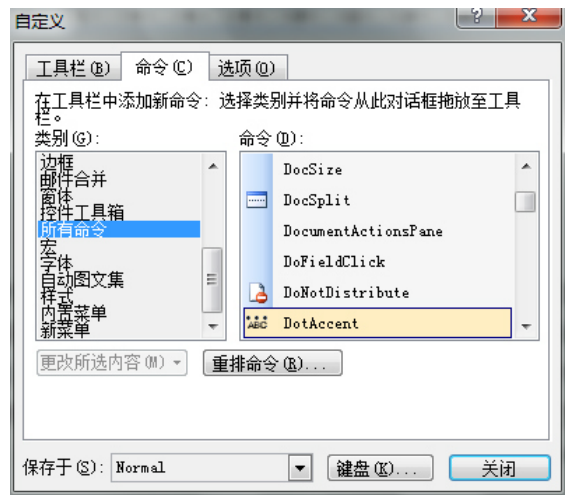 自定义
工具栏(B) 命令(C) 选项(O)
在工具栏中添加新命令：选择类别并将命令从此对话框拖放至工具
栏。
类别(G): 命令(D):
边框
邮件合并
窗体
控件工具箱
所有命令
宏
字体
自动图文集
样式
内置菜单
新菜单
DocSize
DocSplit
DocumentActionsPane
DoFieldClick
DoNotDistribute
ABC DotAccent
更改所选内容(M) 重排命令(R)...
保存于(S): Normal 键盘(K)... 关闭